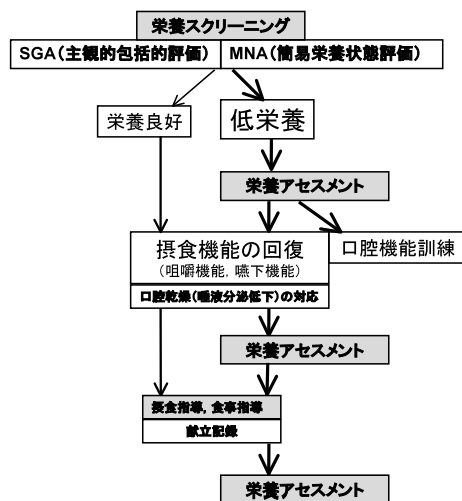 栄養スクリーニング
SGA(主観的包括的評価) MNA(簡易栄養状態評価)
栄養良好
低栄養
栄養アセスメント
摂食機能の回復
(咀嚼機能, 嚥下機能)
口腔機能訓練
口腔乾燥(唾液分泌低下)の対応
栄養アセスメント
摂食指導, 食事指導
献立記録
栄養アセスメント